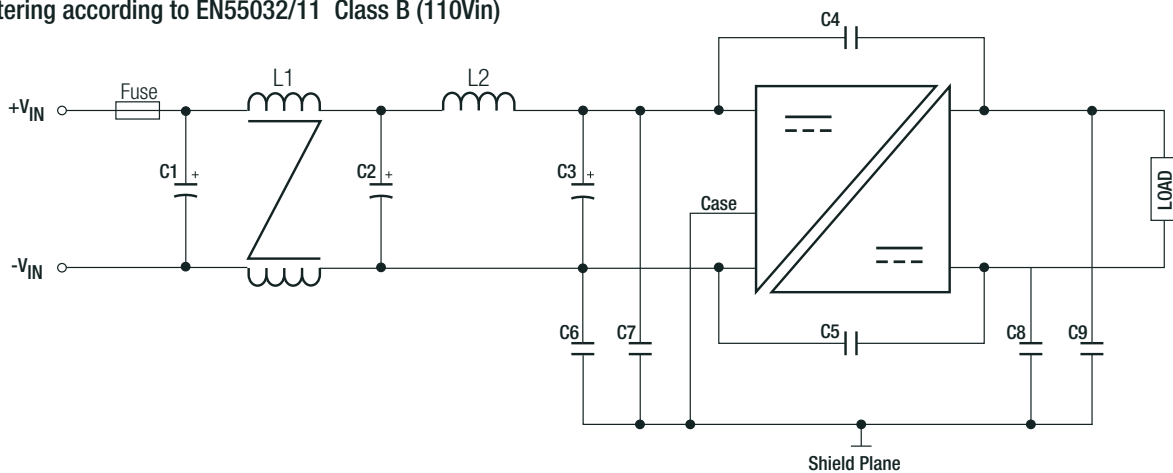 tering according to EN55032/11 Class B (110Vin)
C4
L1
L2
Fuse
+VIN
C1 +
C2 +
C3 +
Case
LOAD
-VIN
C6
C7
C5
C8
C9
Shield Plane